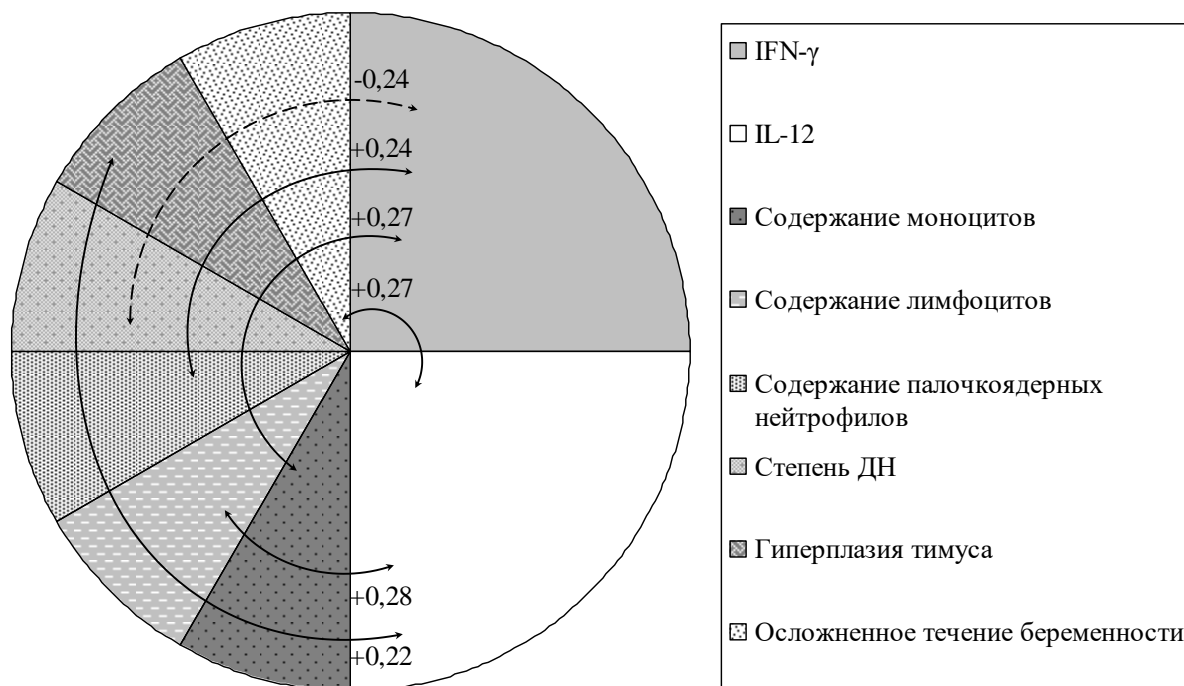 -0,24
+0,24
+0,27
+0,27
+0,28
+0,22
IFN-γ
IL-12
Содержание моноцитов
Содержание лимфоцитов
Содержание палочкоядерных
нейтрофилов
Степень ДН
Гиперплазия тимуса
Осложненное течение беременности